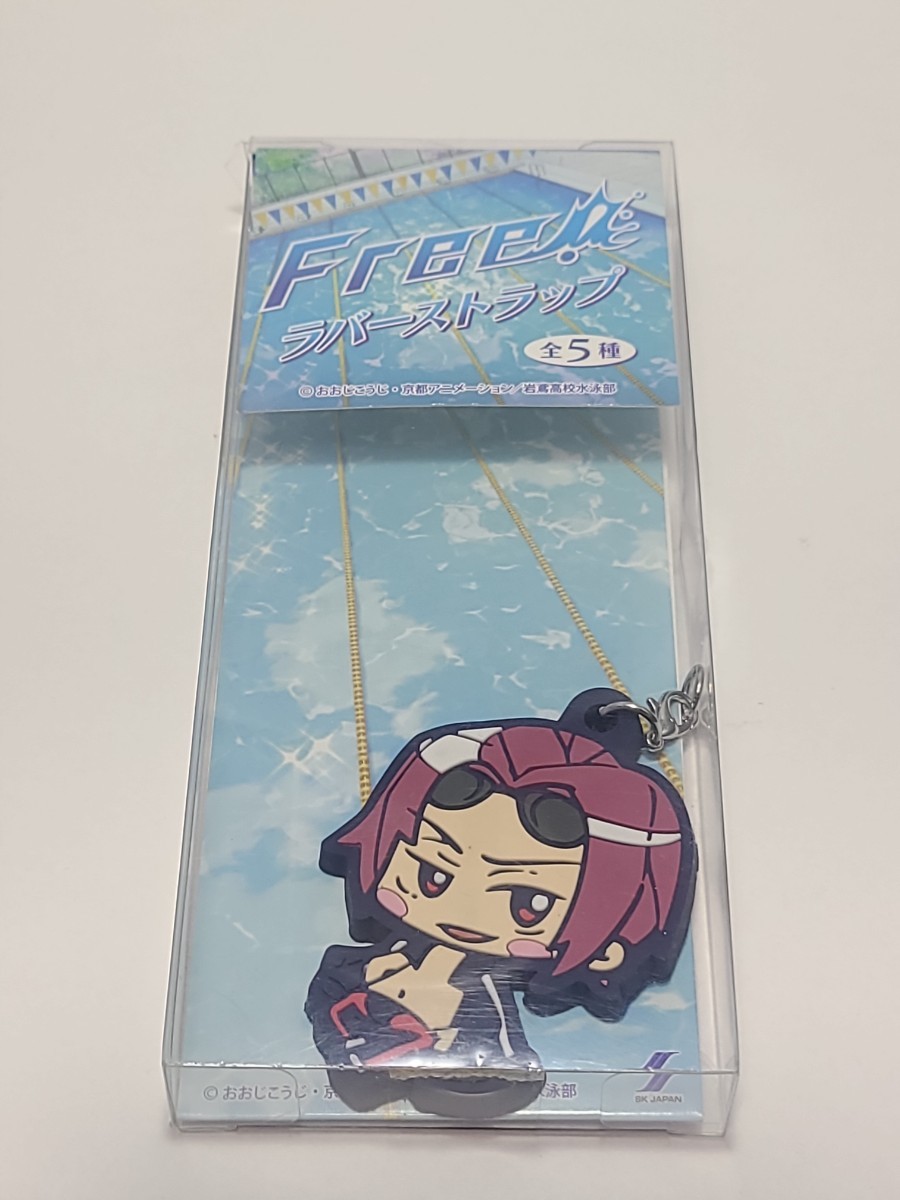 Free!
ラバーストラップ
全5種
© おおじこうじ・京都アニメーション／岩鳶高校水泳部
© おおじこうじ・京
泳部
SK JAPAN